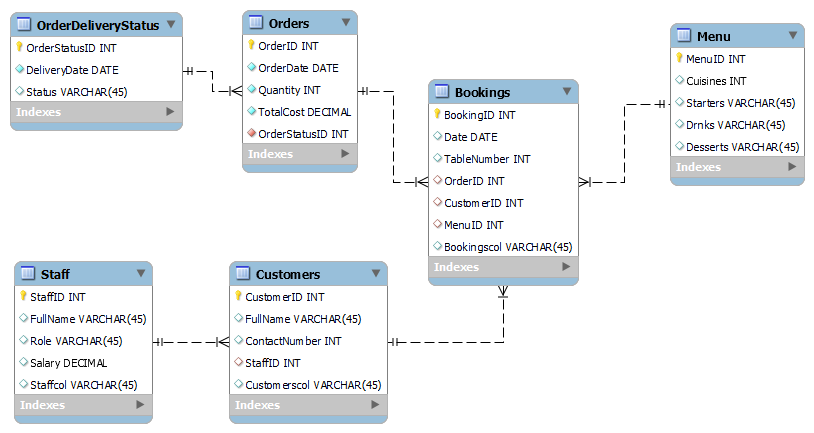 OrderDeliveryStatus
OrderStatusID INT
DeliveryDate DATE
Status VARCHAR(45)
Indexes
Orders
OrderID INT
OrderDate DATE
Quantity INT
TotalCost DECIMAL
OrderStatusID INT
Indexes
Bookings
BookingID INT
Date DATE
TableNumber INT
OrderID INT
CustomerID INT
MenuID INT
Bookingscol VARCHAR(45)
Indexes
Menu
MenuID INT
Cuisines INT
Starters VARCHAR(45)
Drnks VARCHAR(45)
Desserts VARCHAR(45)
Indexes
Staff
StaffID INT
FullName VARCHAR(45)
Role VARCHAR(45)
Salary DECIMAL
Staffcol VARCHAR(45)
Indexes
Customers
CustomerID INT
FullName VARCHAR(45)
ContactNumber INT
StaffID INT
Customerscol VARCHAR(45)
Indexes